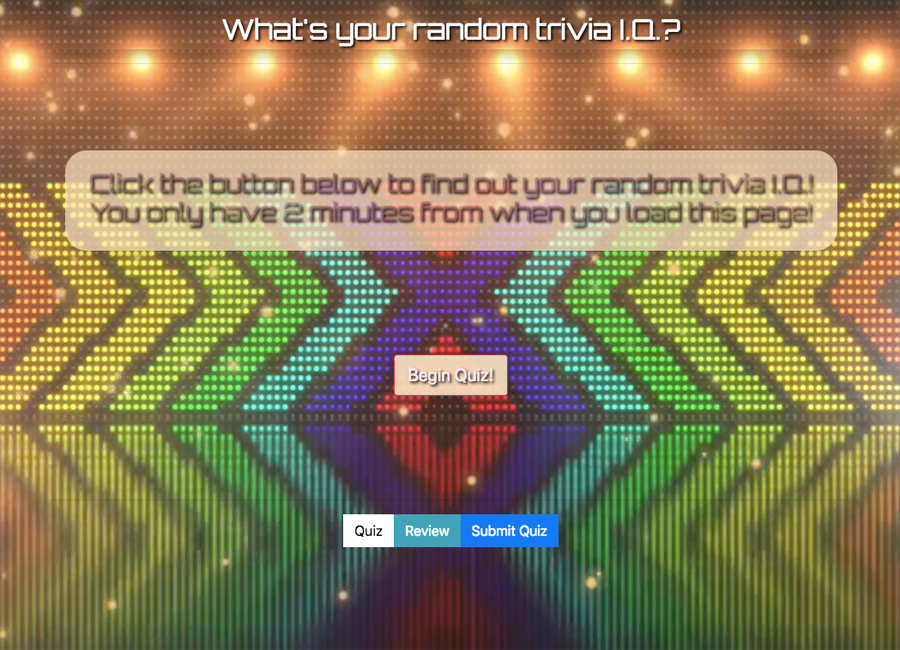 What's your random trivia I.Q.?
Click the button below to find out your random trivia I.Q.!
You only have 2 minutes from when you load this page!
Begin Quiz!
Quiz Review Submit Quiz